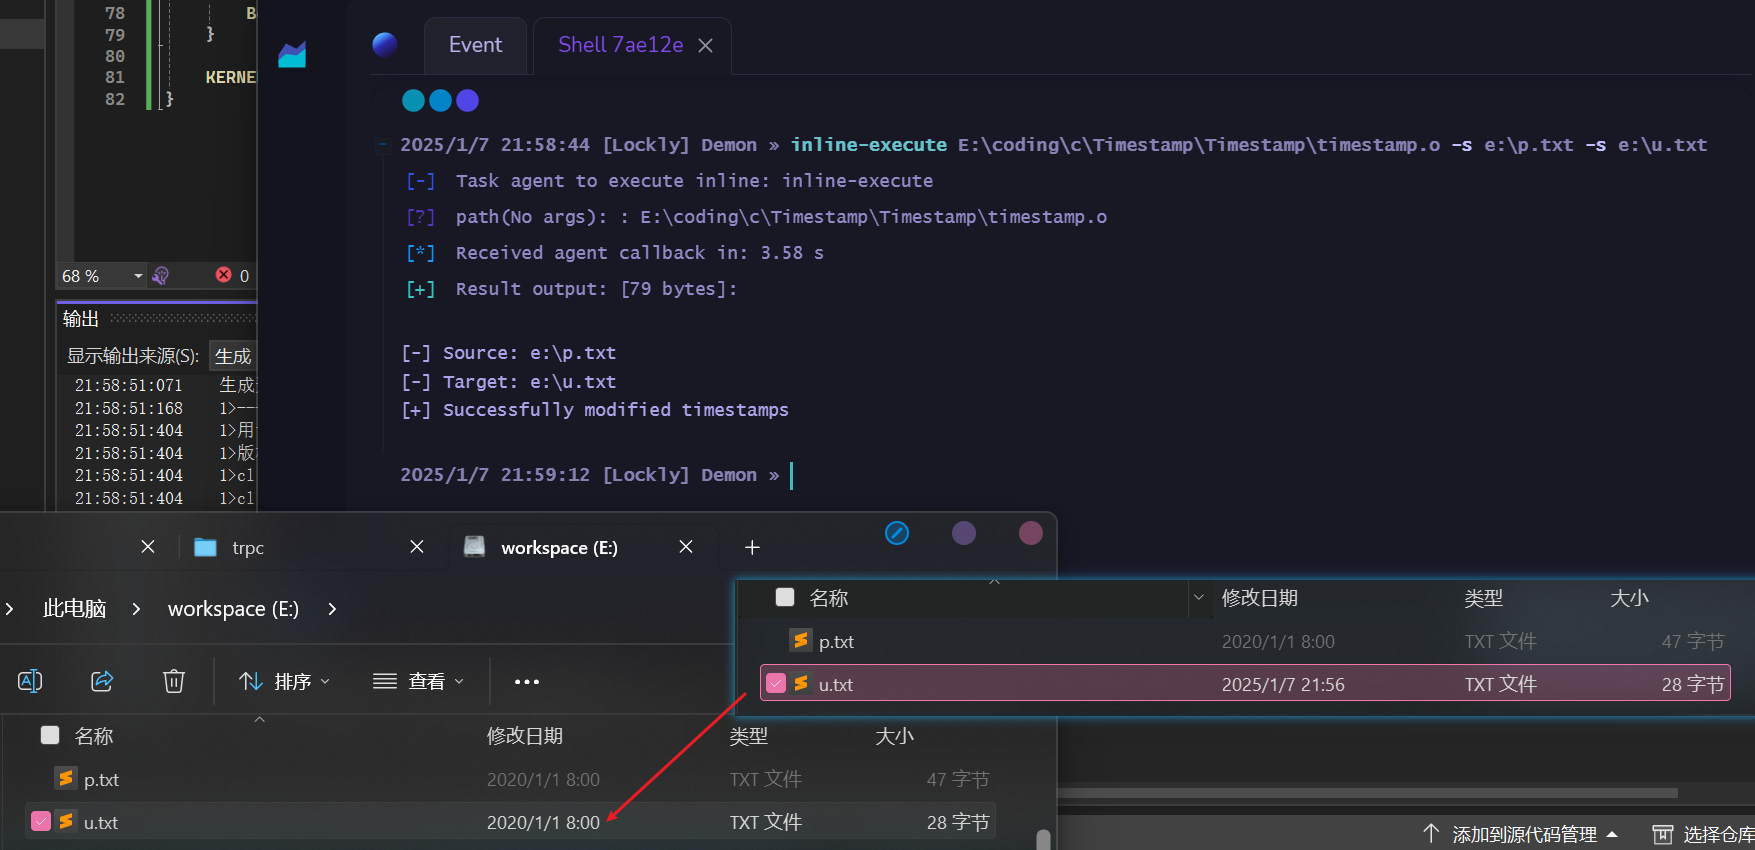 78
79 }
80
81 KERNE
82 }
68 %
0
输出
显示输出来源(S): 生成
21:58:51:071 生成
21:58:51:168 1>--
21:58:51:404 1>用
21:58:51:404 1>版
21:58:51:404 1>cl
21:58:51:404 1>cl
Event
Shell 7ae12e
2025/1/7 21:58:44 [Lockly] Demon » inline-execute E:\coding\c\Timestamp\Timestamp\timestamp.o -s e:\p.txt -s e:\u.txt
[-] Task agent to execute inline: inline-execute
[?] path(No args): : E:\coding\c\Timestamp\Timestamp\timestamp.o
[*] Received agent callback in: 3.58 s
[+] Result output: [79 bytes]:
[-] Source: e:\p.txt
[-] Target: e:\u.txt
[+] Successfully modified timestamps
2025/1/7 21:59:12 [Lockly] Demon »
trpc
workspace (E:)
此电脑 > workspace (E:) >
排序
查看
名称 修改日期 类型 大小
p.txt 2020/1/1 8:00 TXT 文件 47 字节
u.txt 2020/1/1 8:00 TXT 文件 28 字节
名称 修改日期 类型 大小
p.txt 2020/1/1 8:00 TXT 文件 47 字节
u.txt 2025/1/7 21:56 TXT 文件 28 字节
添加到源代码管理
选择仓库